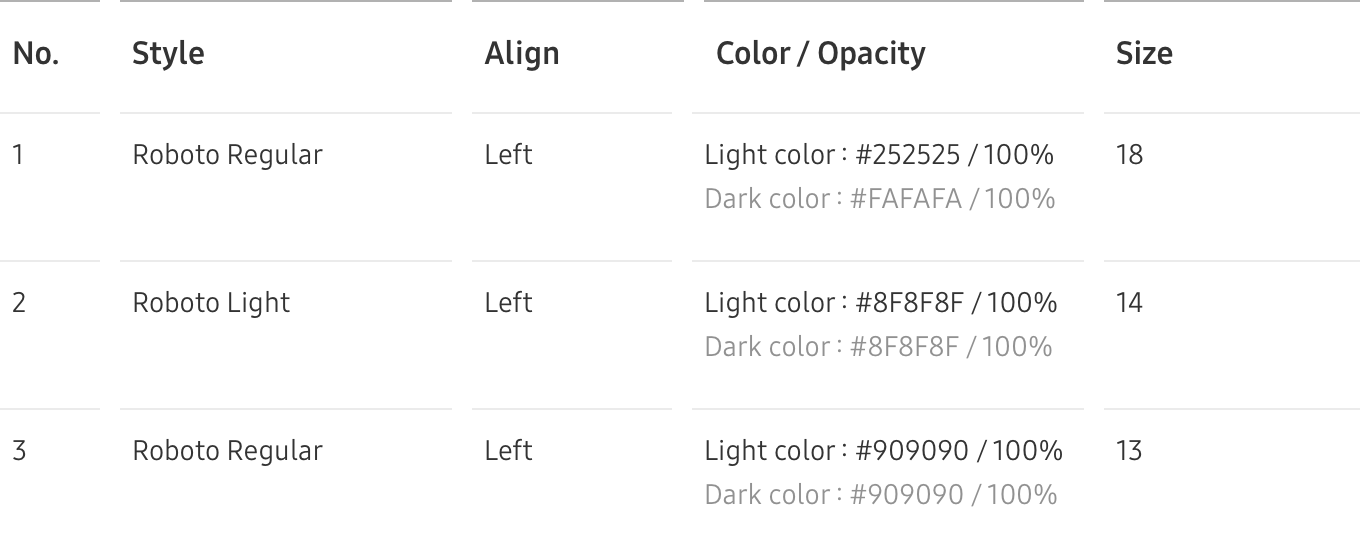 No. Style Align Color / Opacity Size
1 Roboto Regular Left Light color : #252525 / 100% 18
Dark color : #FAFAFA / 100%
2 Roboto Light Left Light color : #8F8F8F / 100% 14
Dark color : #8F8F8F / 100%
3 Roboto Regular Left Light color : #909090 / 100% 13
Dark color : #909090 / 100%